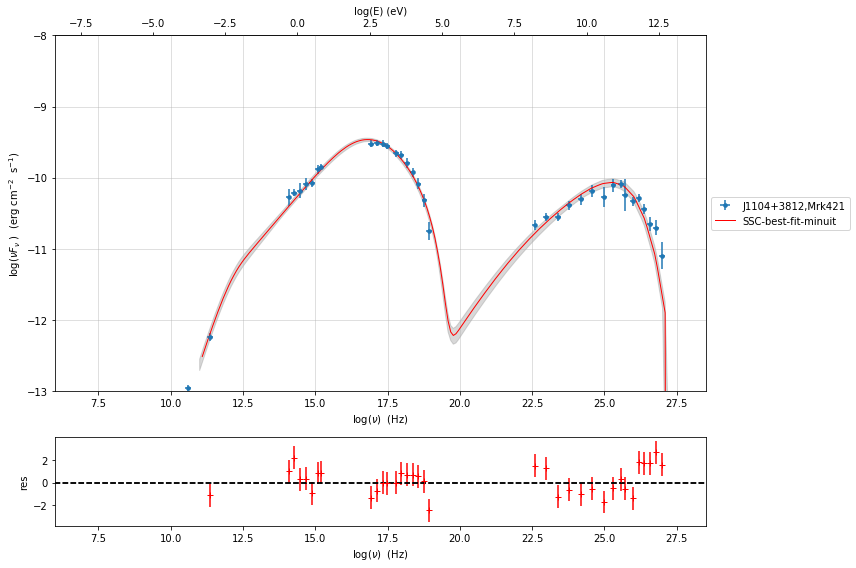 log(E) (eV)
−7.5 −5.0 −2.5 0.0 2.5 5.0 7.5 10.0 12.5
−8
−9
−10
−11
−12
−13
log(νFν ) (erg cm⁻² s⁻¹)
J1104+3812,Mrk421
SSC-best-fit-minuit
7.5 10.0 12.5 15.0 17.5 20.0 22.5 25.0 27.5
log(ν) (Hz)
2
0
−2
res
7.5 10.0 12.5 15.0 17.5 20.0 22.5 25.0 27.5
log(ν) (Hz)